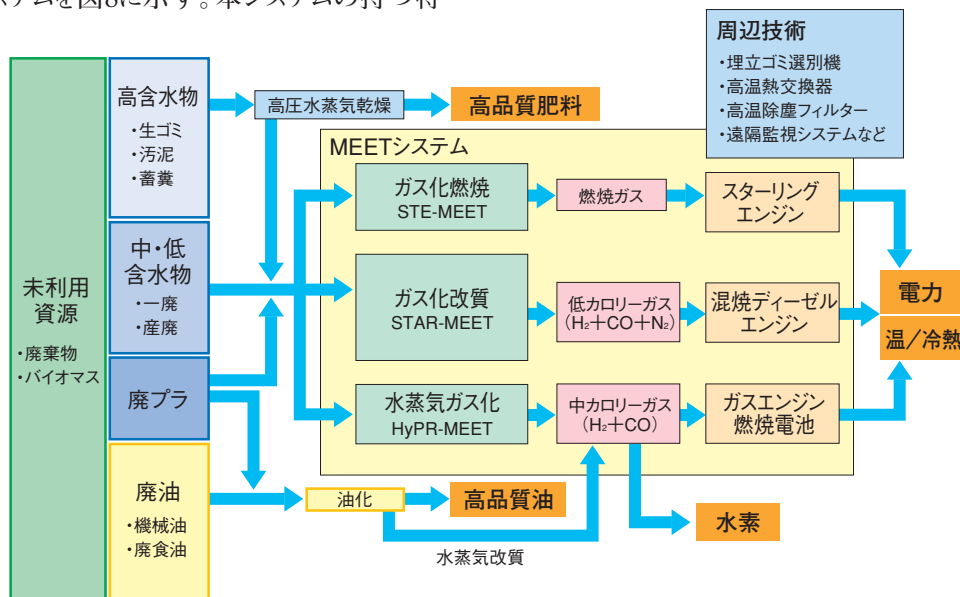 ステムを図8に示す。本システムの持つ特
周辺技術
・埋立ゴミ選別機
・高温熱交換器
・高温除塵フィルター
・遠隔監視システムなど
高含水物
・生ゴミ
・汚泥
・蓄糞
高圧水蒸気乾燥
高品質肥料
MEETシステム
ガス化燃焼
STE-MEET
燃焼ガス
スターリング
エンジン
未利用
資源
・廃棄物
・バイオマス
中・低
含水物
・一廃
・産廃
ガス化改質
STAR-MEET
低カロリーガス
(H₂+CO+N₂)
混焼ディーゼル
エンジン
電力
温/冷熱
廃プラ
水蒸気ガス化
HyPR-MEET
中カロリーガス
(H₂+CO)
ガスエンジン
燃焼電池
廃油
・機械油
・廃食油
油化
高品質油
水素
水蒸気改質